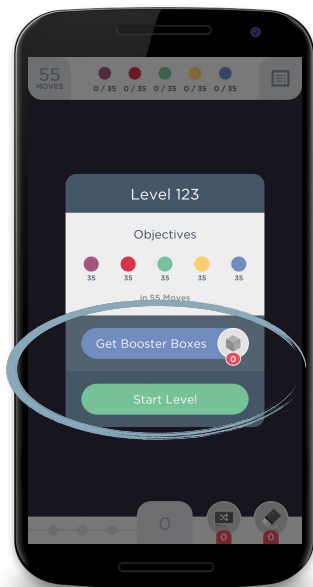 55
MOVES
0 / 35 0 / 35 0 / 35 0 / 35 0 / 35
Level 123
Objectives
35 35 35 35 35
in 55 Moves
Get Booster Boxes
0
Start Level
0
0
0